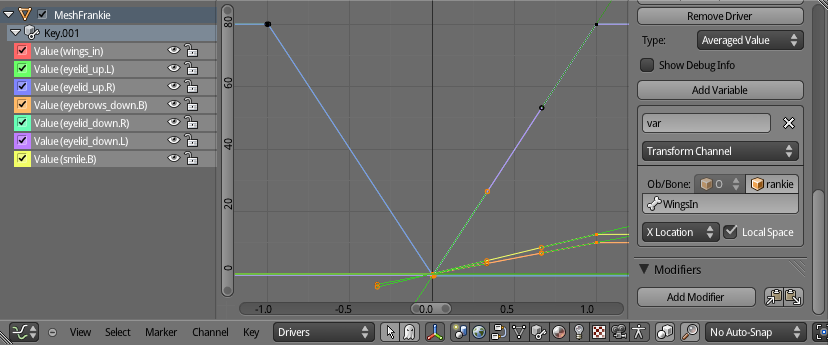 MeshFrankie
Key.001
Value (wings_in)
Value (eyelid_up.L)
Value (eyelid_up.R)
Value (eyebrows_down.B)
Value (eyelid_down.R)
Value (eyelid_down.L)
Value (smile.B)
80
60
40
20
0
-1.0 -0.5 0.0 0.5 1.0
Remove Driver
Type: Averaged Value
Show Debug Info
Add Variable
var
Transform Channel
Ob/Bone: O rankie
WingsIn
X Location Local Space
Modifiers
Add Modifier
View Select Marker Channel Key Drivers No Auto-Snap